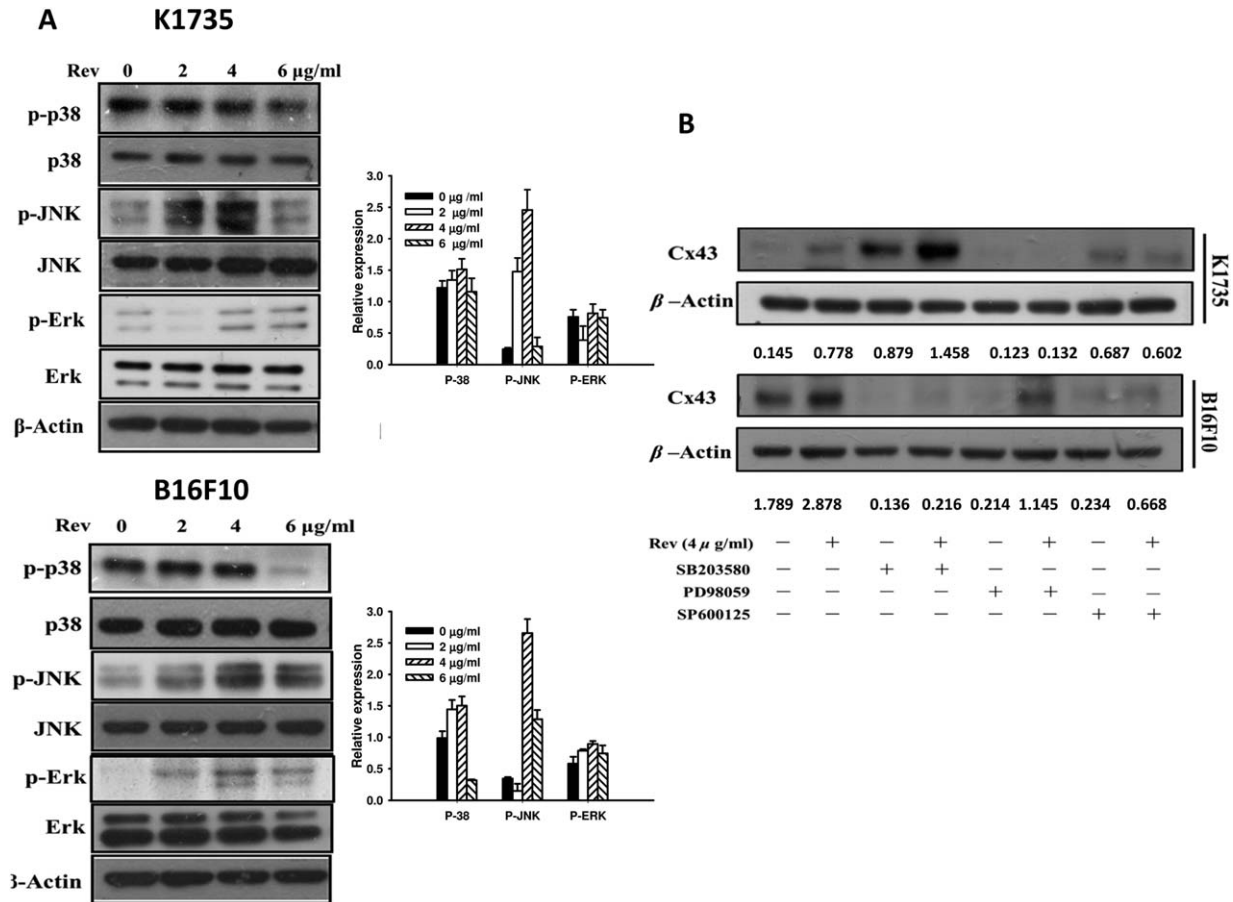 A
K1735
Rev 0 2 4 6 µg/ml
p-p38
p38
p-JNK
JNK
p-Erk
Erk
β-Actin
3.0
2.5
2.0
1.5
1.0
0.5
0.0
Relative expression
0 µg /ml
2 µg/ml
4 µg/ml
6 µg/ml
P-38 P-JNK P-ERK
B16F10
Rev 0 2 4 6 µg/ml
p-p38
p38
p-JNK
JNK
p-Erk
Erk
3-Actin
3.0
2.5
2.0
1.5
1.0
0.5
0.0
Relative expression
0 µg/ml
2 µg/ml
4 µg/ml
6 µg/ml
P-38 P-JNK P-ERK
B
Cx43
β –Actin
K1735
0.145 0.778 0.879 1.458 0.123 0.132 0.687 0.602
Cx43
β –Actin
B16F10
1.789 2.878 0.136 0.216 0.214 1.145 0.234 0.668
Rev (4 µ g/ml) — + — + — + — +
SB203580 — — + + — — — —
PD98059 — — — — + + — —
SP600125 — — — — — — + +